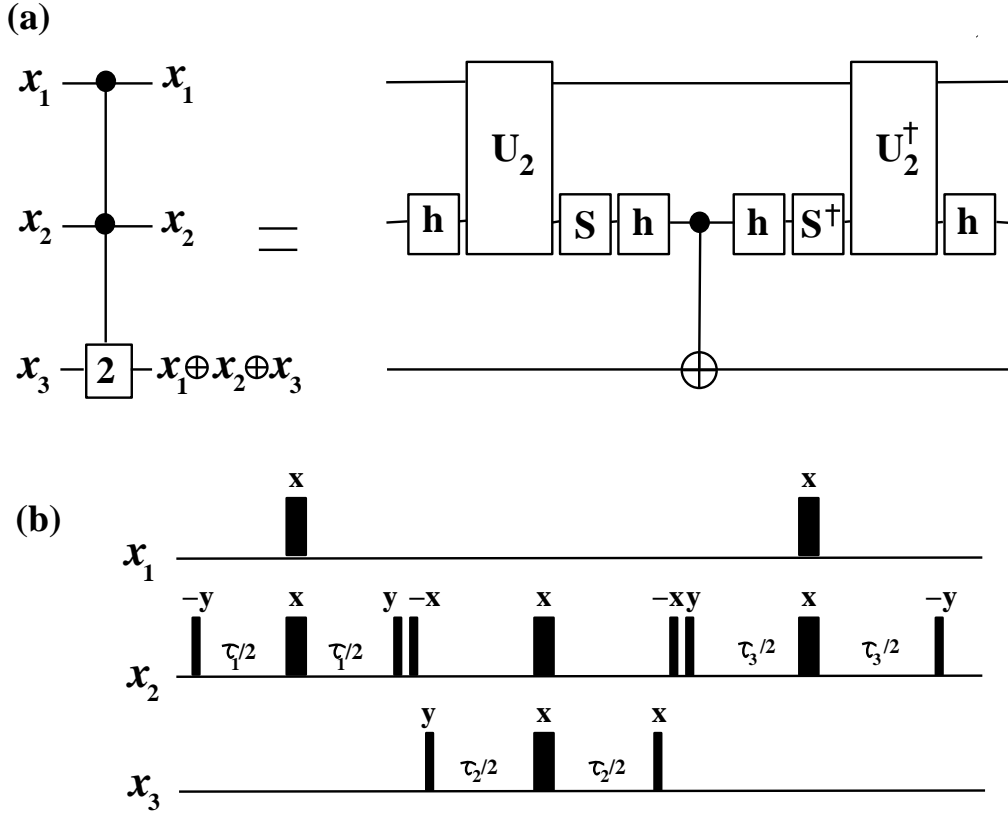 (a)
x₁ x₁
U₂ U₂†
x₂ x₂ = h S h h S† h
x₃ 2 x₁⊕x₂⊕x₃
(b)
x x
x₁
−y x y −x x −x y x −y
τ₁/2 τ₁/2 τ₃/2 τ₃/2
x₂
y x x
τ₂/2 τ₂/2
x₃